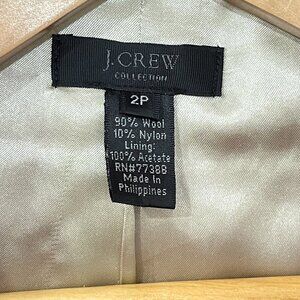 J.CREW
COLLECTION
2P
90% Wool
10% Nylon
Lining:
100% Acetate
RN#77388
Made In
Philippines